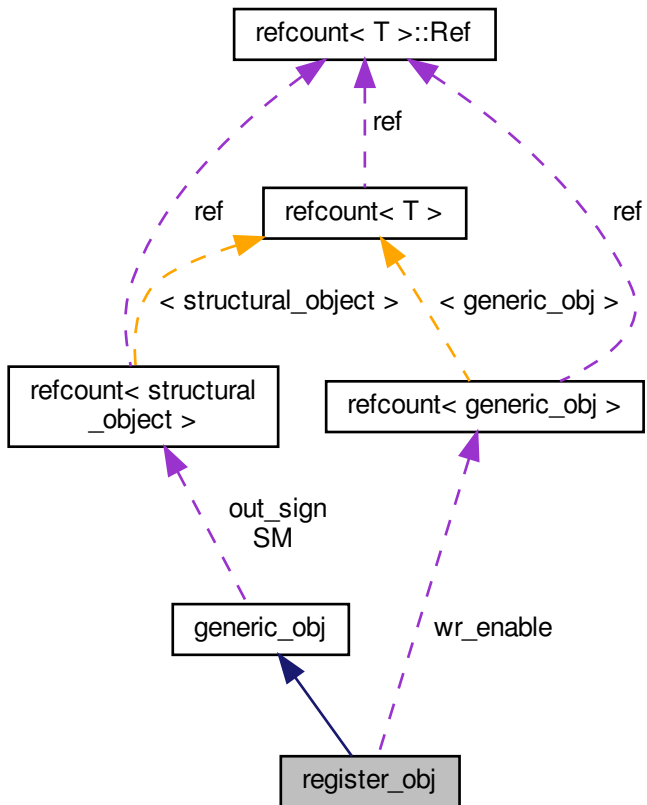 refcount< T >::Ref
ref
refcount< T >
ref
ref
< structural_object >
< generic_obj >
refcount< structural
_object >
refcount< generic_obj >
out_sign
SM
generic_obj
wr_enable
register_obj